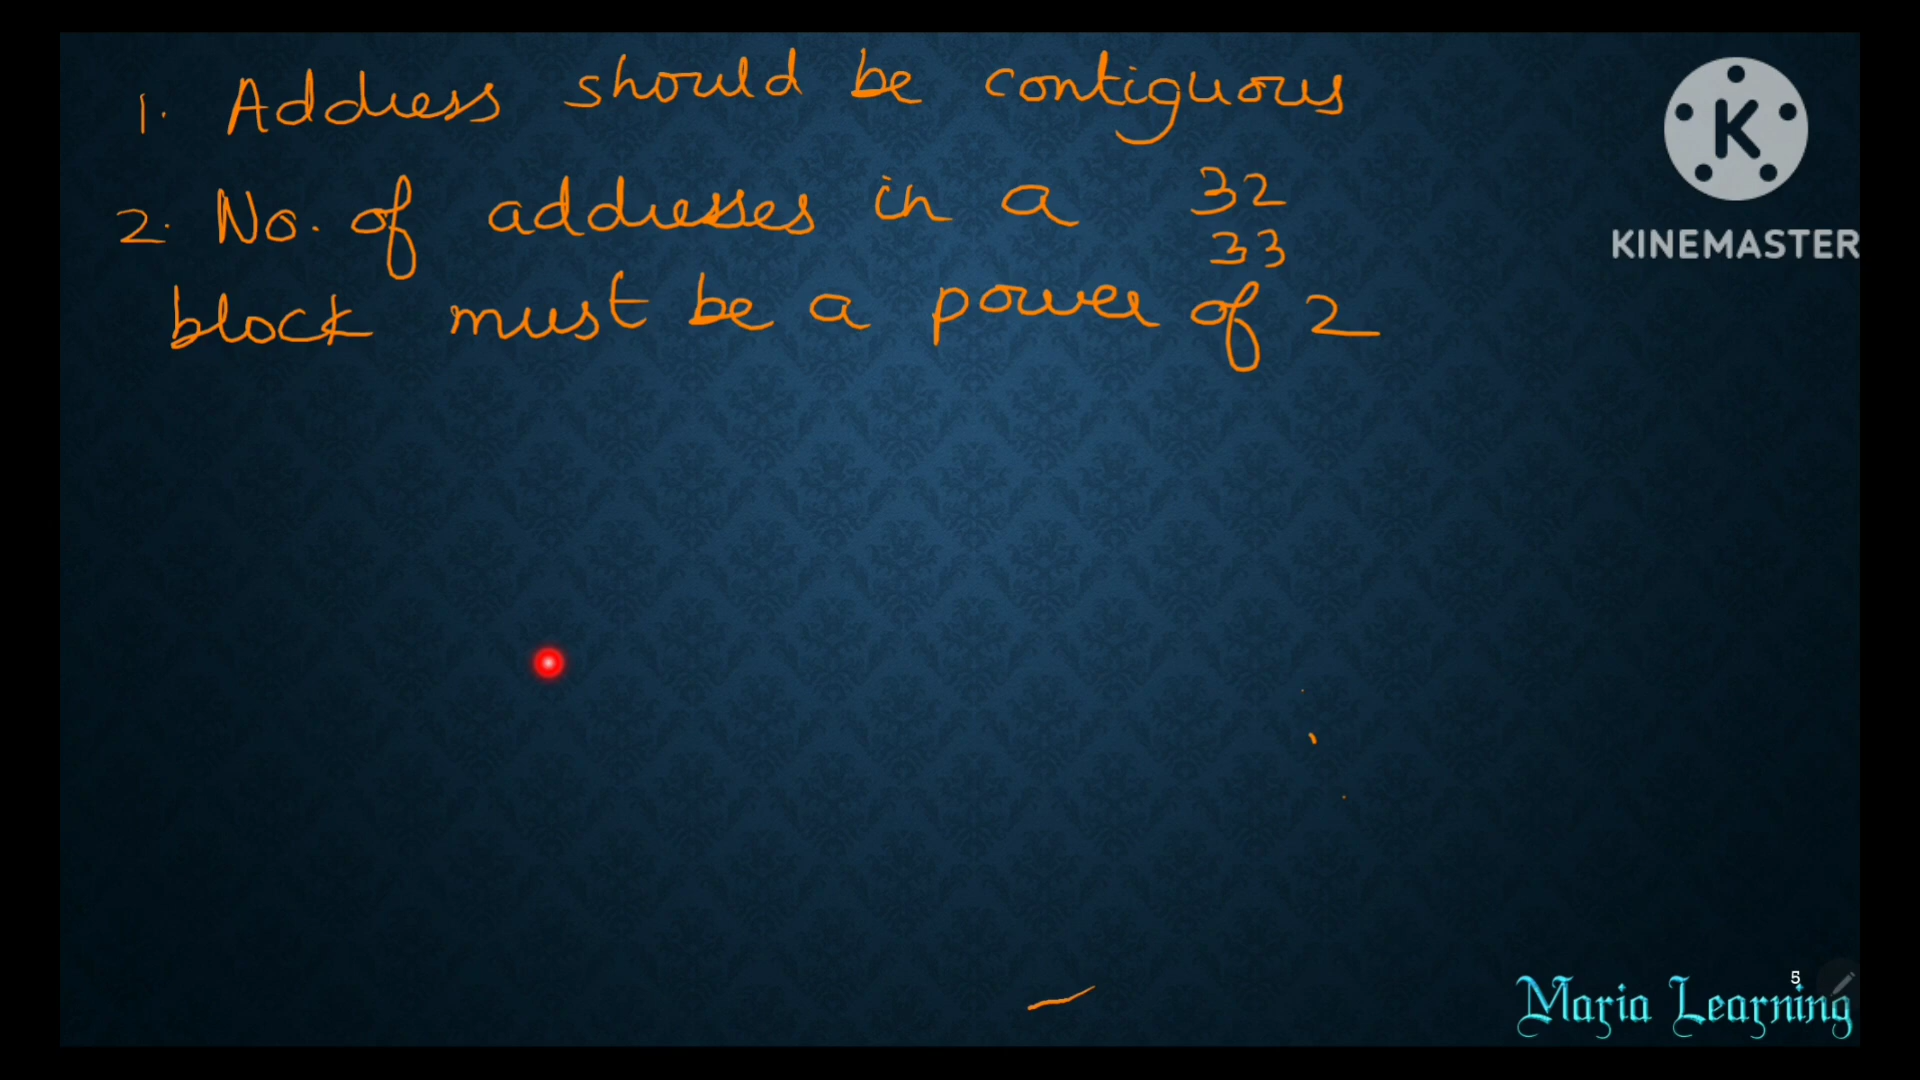 1. Address should be contiguous
2. No. of addresses in a 32
33
block must be a power of 2
KINEMASTER
5
Maria Learning